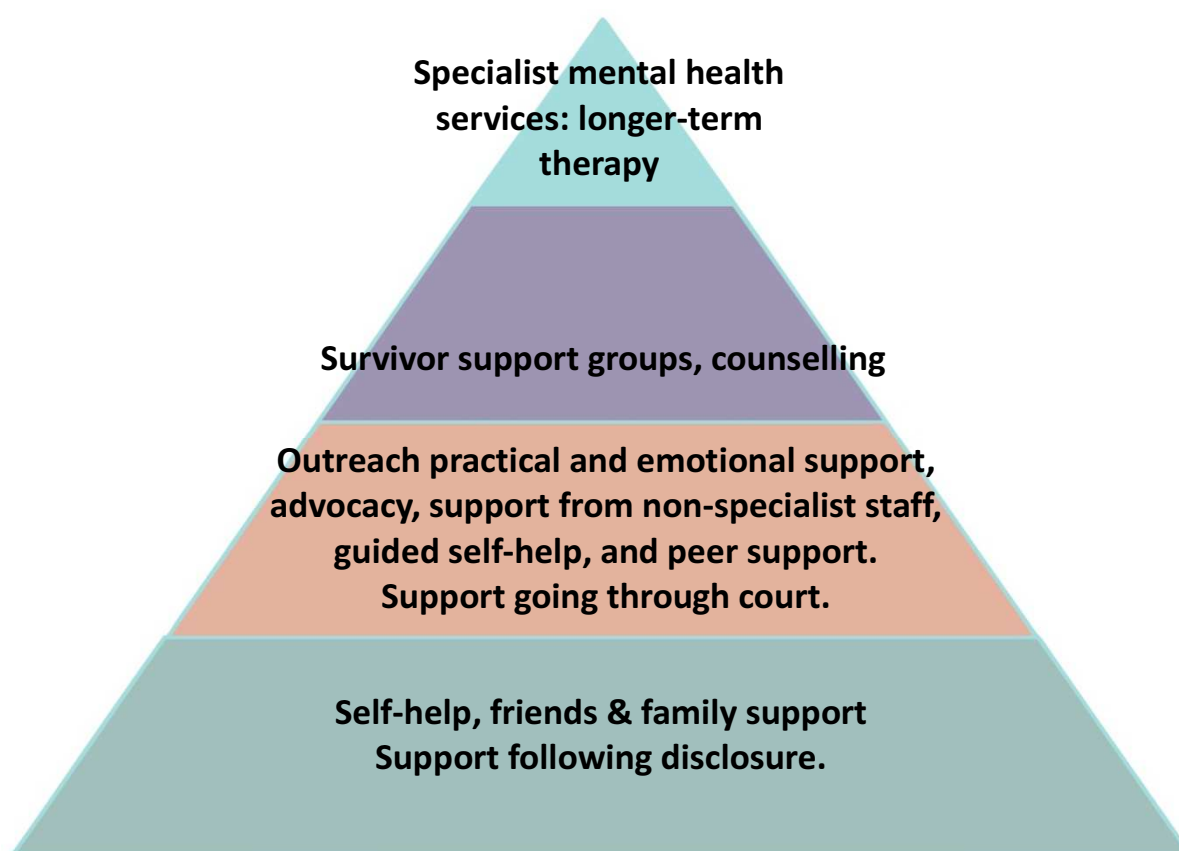 Specialist mental health
services: longer-term
therapy
Survivor support groups, counselling
Outreach practical and emotional support,
advocacy, support from non-specialist staff,
guided self-help, and peer support.
Support going through court.
Self-help, friends & family support
Support following disclosure.